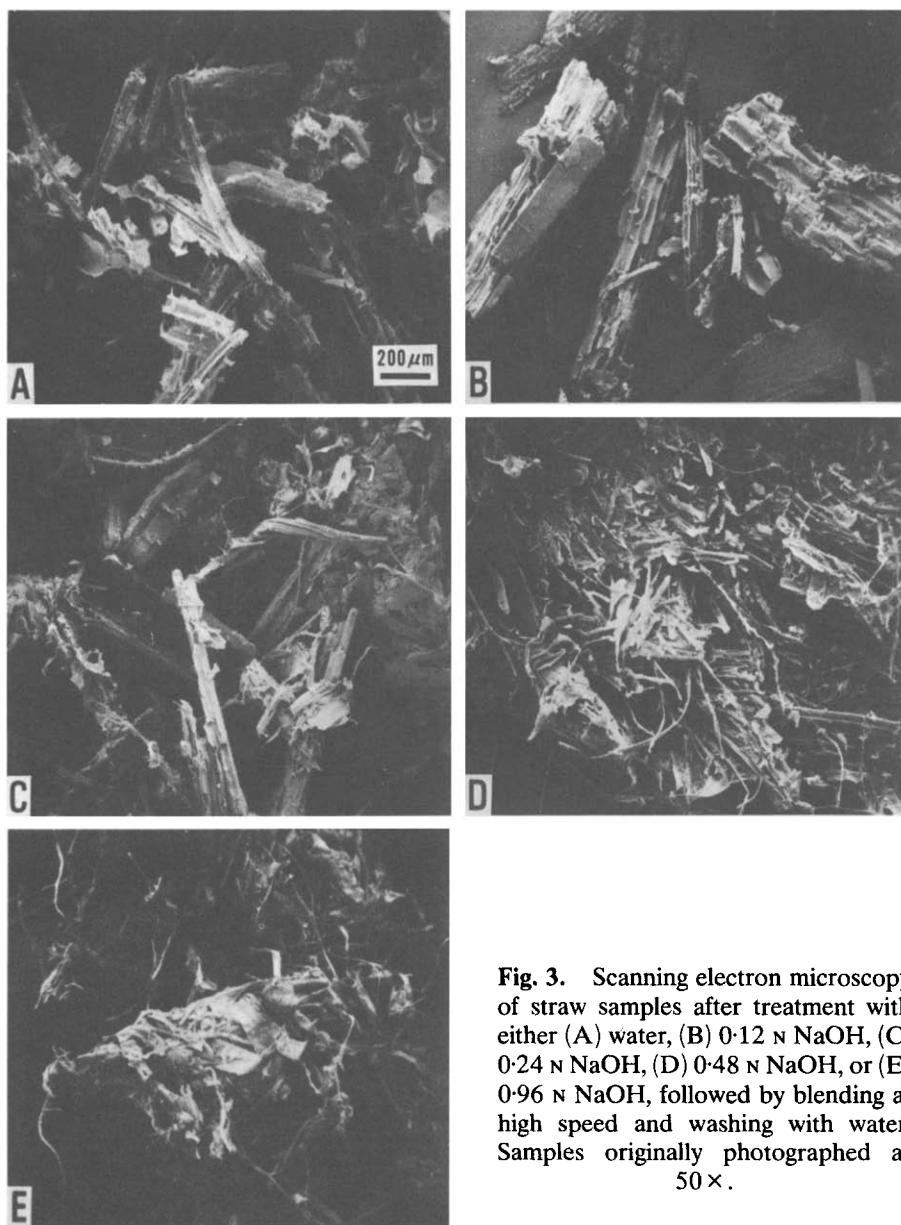 200 µm
A
B
C
D
E
Fig. 3. Scanning electron microscopy
of straw samples after treatment with
either (A) water, (B) 0·12 N NaOH, (C
0·24 N NaOH, (D) 0·48 N NaOH, or (E
0·96 N NaOH, followed by blending a
high speed and washing with water
Samples originally photographed a
50 ×.